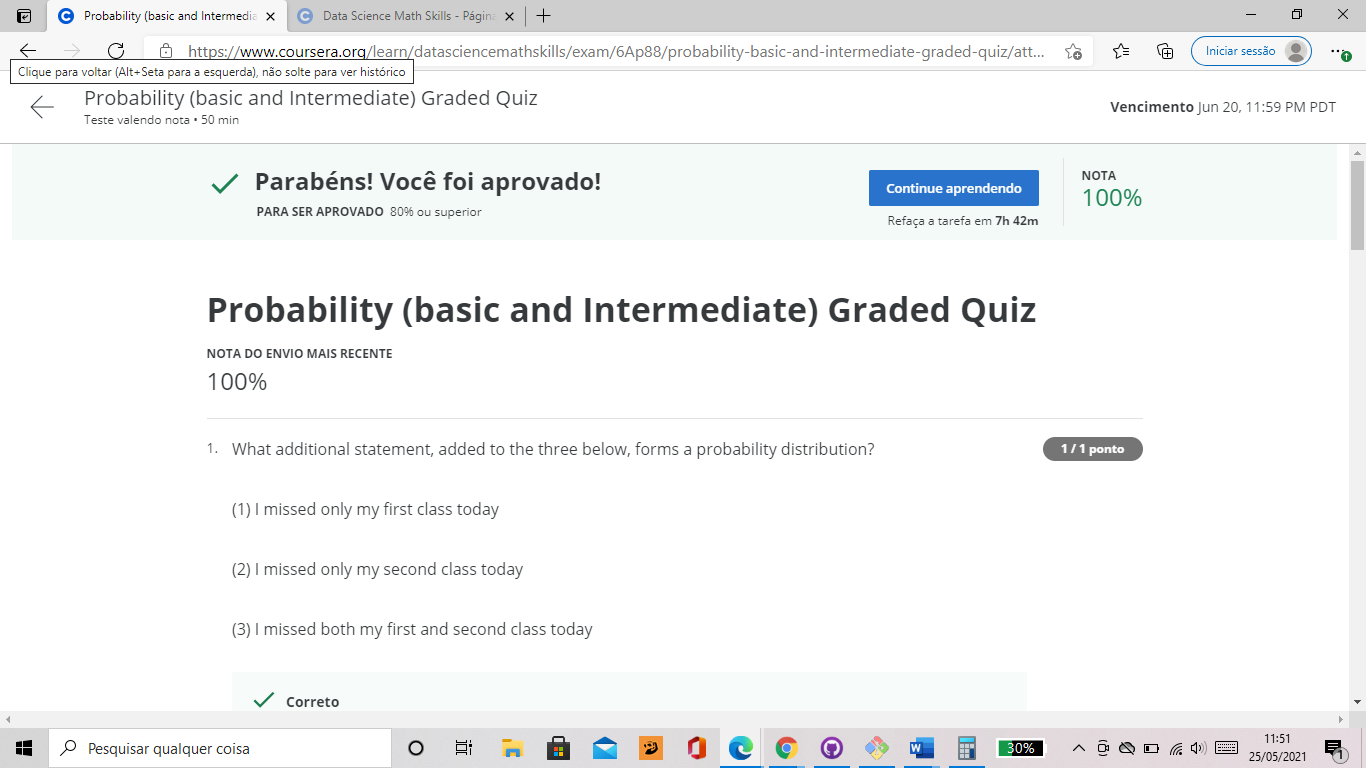 Probability (basic and Intermedia
Data Science Math Skills - Págin
https://www.coursera.org/learn/datasciencemathskills/exam/6Ap88/probability-basic-and-intermediate-graded-quiz/att...
Iniciar sessão
Clique para voltar (Alt+Seta para a esquerda), não solte para ver histórico
Probability (basic and Intermediate) Graded Quiz
Teste valendo nota • 50 min
Vencimento Jun 20, 11:59 PM PDT
Parabéns! Você foi aprovado!
PARA SER APROVADO 80% ou superior
Continue aprendendo
Refaça a tarefa em 7h 42m
NOTA
100%
Probability (basic and Intermediate) Graded Quiz
NOTA DO ENVIO MAIS RECENTE
100%
1. What additional statement, added to the three below, forms a probability distribution?
1 / 1 ponto
(1) I missed only my first class today
(2) I missed only my second class today
(3) I missed both my first and second class today
Correto
Pesquisar qualquer coisa
30%
11:51
25/05/2021
1